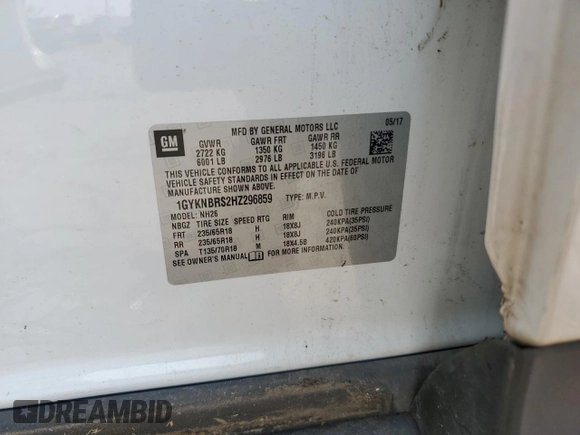 GM
MFD BY GENERAL MOTORS LLC
05/17
GVWR GAWR FRT GAWR RR
2722 KG 1350 KG 1450 KG
6001 LB 2976 LB 3196 LB
THIS VEHICLE CONFORMS TO ALL APPLICABLE U.S. FEDERAL MOTOR
VEHICLE SAFETY STANDARDS IN EFFECT ON THE DATE OF
MANUFACTURE SHOWN ABOVE.
1GYKNBRS2HZ296859 TYPE: M.P.V.
MODEL: NH26
NBGZ TIRE SIZE SPEED RTG RIM COLD TIRE PRESSURE
FRT 235/65R18 H 18X8J 240KPA(35PSI)
RR 235/65R18 H 18X8J 240KPA(35PSI)
SPA T135/70R18 M 18X4.5B 420KPA(60PSI)
SEE OWNER'S MANUAL FOR MORE INFORMATION.
DREAMBID